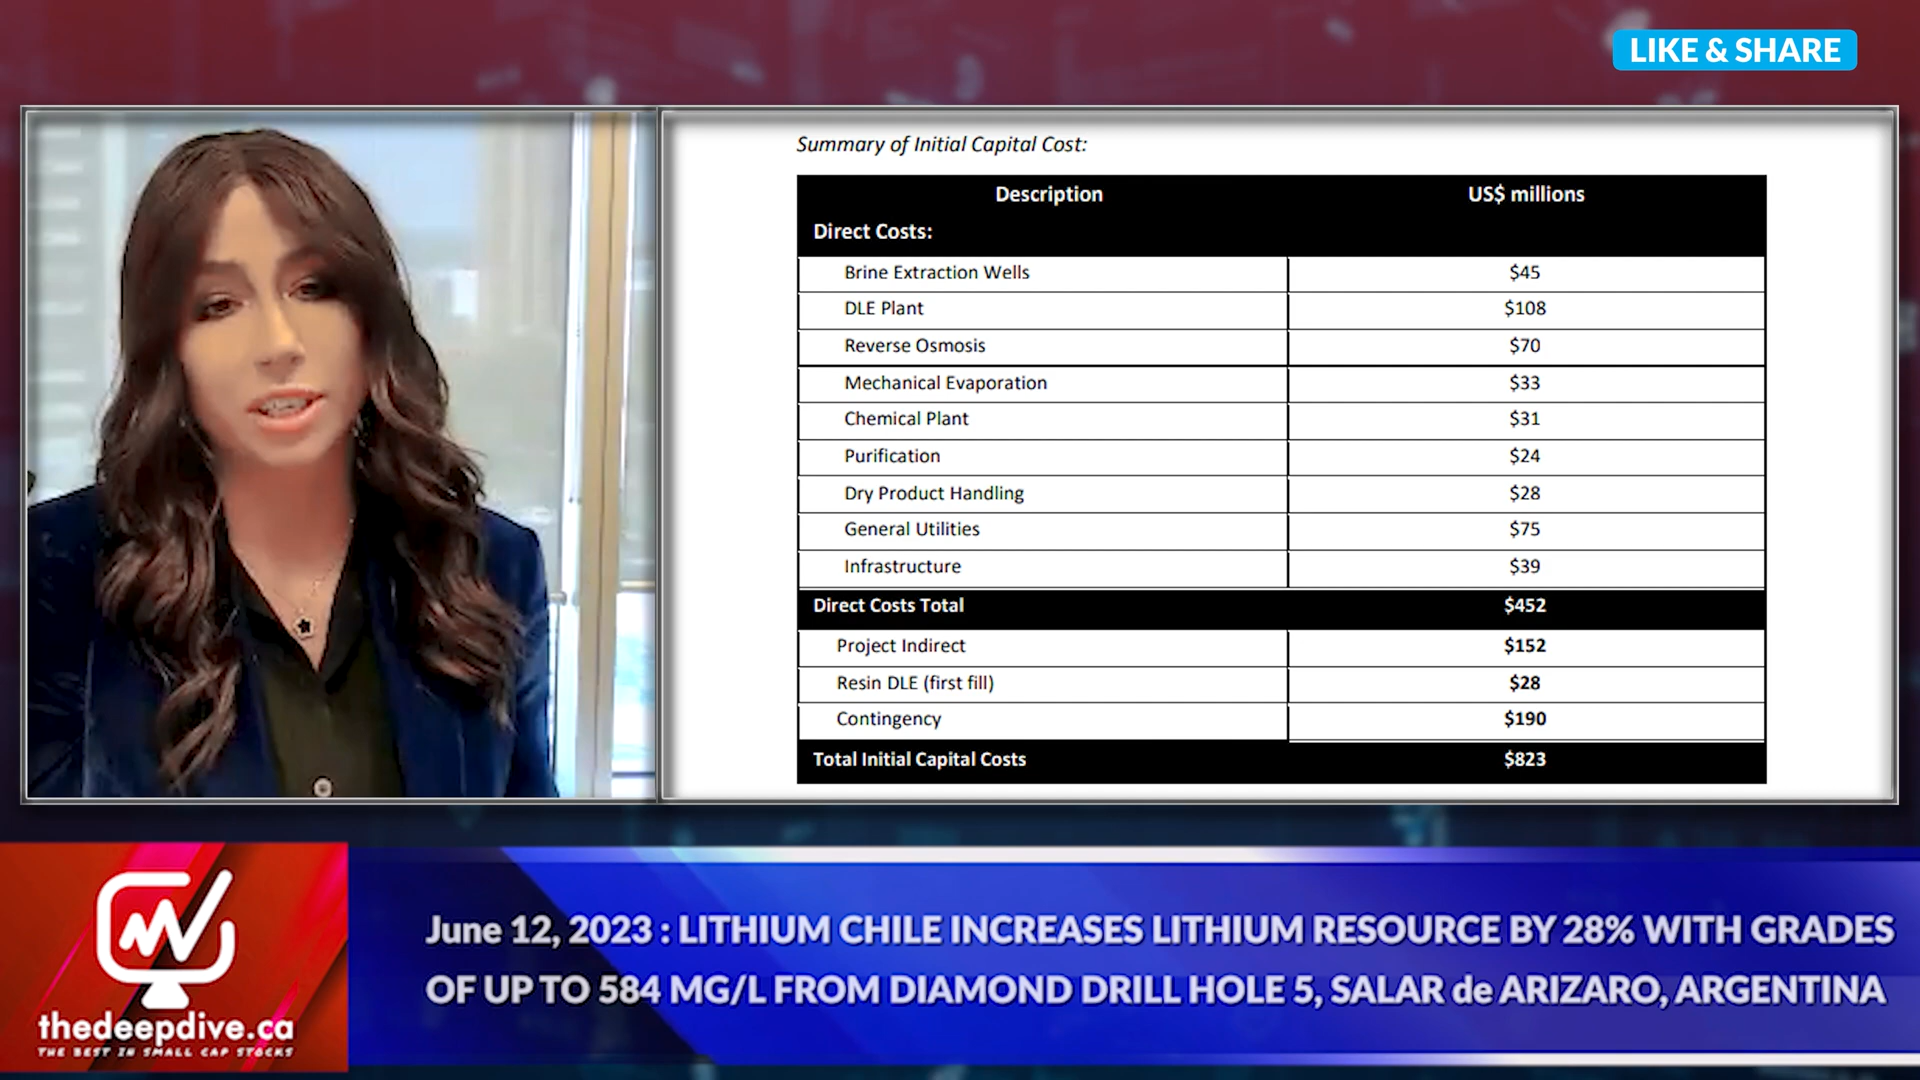 LIKE & SHARE
Summary of Initial Capital Cost:
Description US$ millions
Direct Costs:
Brine Extraction Wells $45
DLE Plant $108
Reverse Osmosis $70
Mechanical Evaporation $33
Chemical Plant $31
Purification $24
Dry Product Handling $28
General Utilities $75
Infrastructure $39
Direct Costs Total $452
Project Indirect $152
Resin DLE (first fill) $28
Contingency $190
Total Initial Capital Costs $823
June 12, 2023 : LITHIUM CHILE INCREASES LITHIUM RESOURCE BY 28% WITH GRADES
OF UP TO 584 MG/L FROM DIAMOND DRILL HOLE 5, SALAR de ARIZARO, ARGENTINA
thedeepdive.ca
THE BEST IN SMALL CAP STOCKS